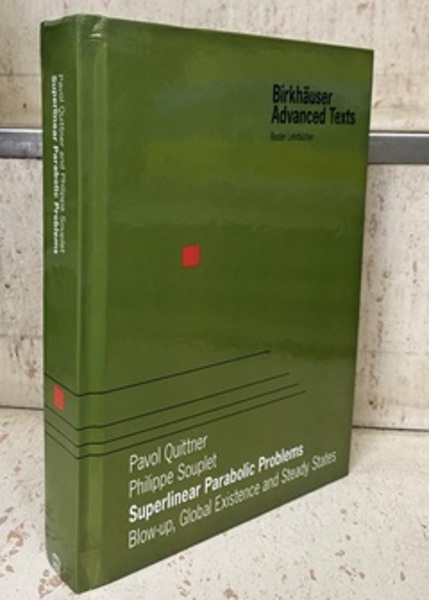 Birkhäuser
Advanced Texts
Basler Lehrbücher
Pavol Quittner
Philippe Souplet
Superlinear Parabolic Problems
Blow-up, Global Existence and Steady States
Pavol Quittner and Philippe Souplet
Superlinear Parabolic Problems